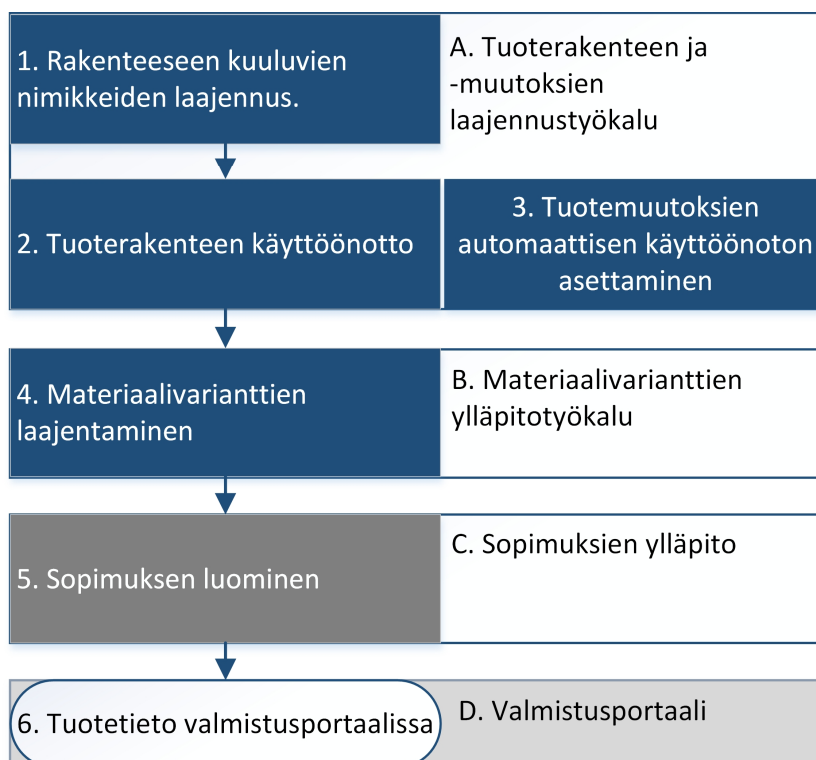 1. Rakenteeseen kuuluvien
nimikkeiden laajennus.
A. Tuoterakenteen ja
-muutoksien
laajennustyökalu
2. Tuoterakenteen käyttöönotto
3. Tuotemuutoksien
automaattisen käyttöönoton
asettaminen
4. Materiaalivarianttien
laajentaminen
B. Materiaalivarianttien
ylläpitotyökalu
5. Sopimuksen luominen
C. Sopimuksien ylläpito
6. Tuotetieto valmistusportaalissa
D. Valmistusportaali